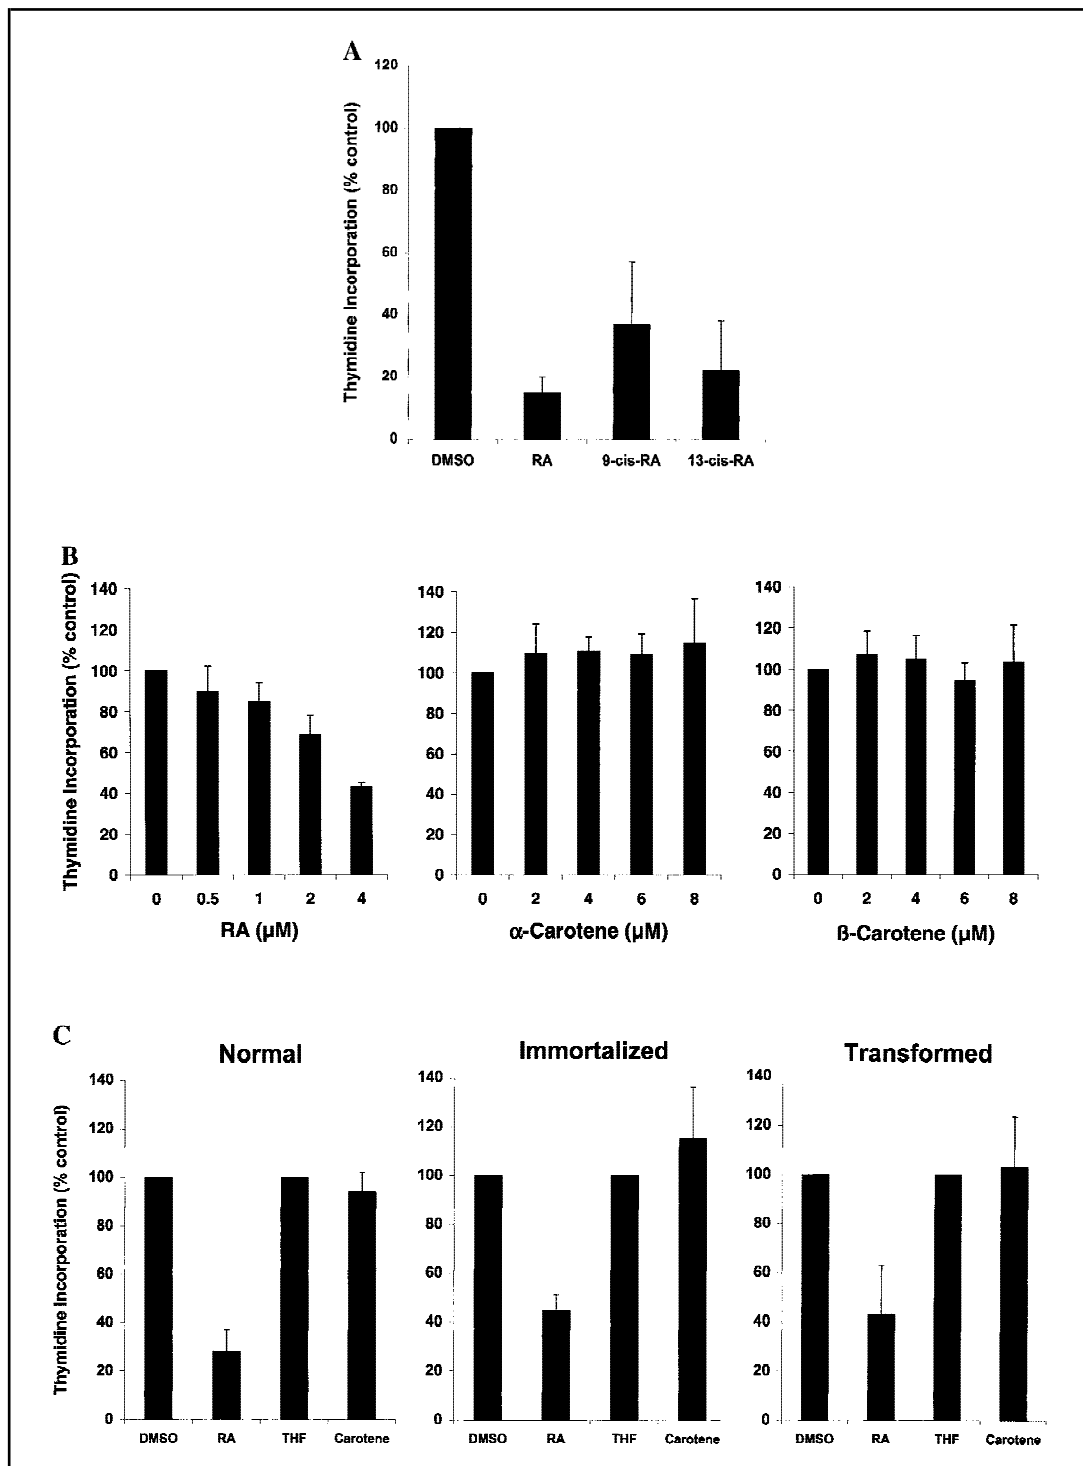 A
Thymidine Incorporation (% control)
120
100
80
60
40
20
0
DMSO RA 9-cis-RA 13-cis-RA
B
Thymidine Incorporation (% control)
140
120
100
80
60
40
20
0
0 0.5 1 2 4
RA (µM)
140
120
100
80
60
40
20
0
0 2 4 6 8
α-Carotene (µM)
140
120
100
80
60
40
20
0
0 2 4 6 8
ß-Carotene (µM)
C
Normal
Thymidine Incorporation (% control)
140
120
100
80
60
40
20
0
DMSO RA THF Carotene
Immortalized
140
120
100
80
60
40
20
0
DMSO RA THF Carotene
Transformed
140
120
100
80
60
40
20
0
DMSO RA THF Carotene